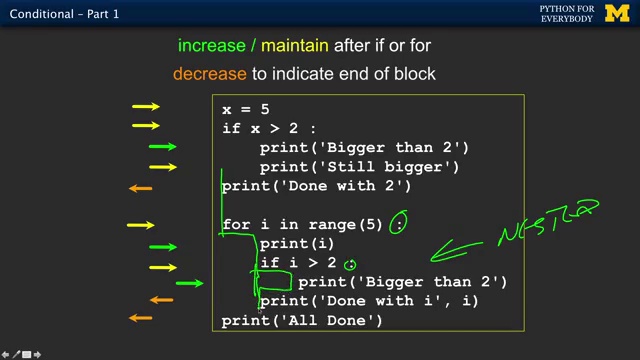 Conditional – Part 1
PYTHON FOR
EVERYBODY
M
increase / maintain after if or for
decrease to indicate end of block
x = 5
if x > 2 :
print('Bigger than 2')
print('Still bigger')
print('Done with 2')
for i in range(5) :
print(i)
if i > 2 :
print('Bigger than 2')
print('Done with i', i)
print('All Done')
NESTED